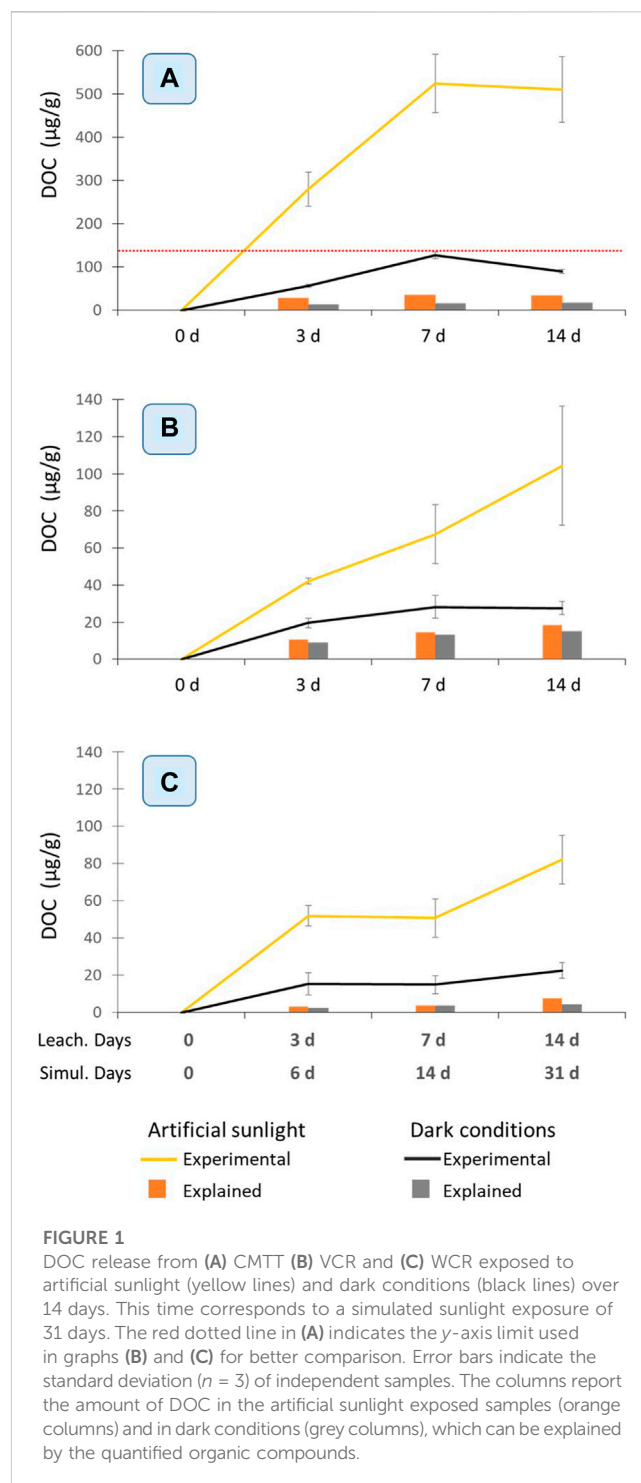 600
500
400
300
200
100
0
DOC (µg/g)
A
0 d 3 d 7 d 14 d
140
120
100
80
60
40
20
0
DOC (µg/g)
B
0 d 3 d 7 d 14 d
140
120
100
80
60
40
20
0
DOC (µg/g)
C
Leach. Days 0 3 d 7 d 14 d
Simul. Days 0 6 d 14 d 31 d
Artificial sunlight Dark conditions
Experimental Experimental
Explained Explained
FIGURE 1
DOC release from (A) CMTT (B) VCR and (C) WCR exposed to
artificial sunlight (yellow lines) and dark conditions (black lines) over
14 days. This time corresponds to a simulated sunlight exposure of
31 days. The red dotted line in (A) indicates the y-axis limit used
in graphs (B) and (C) for better comparison. Error bars indicate the
standard deviation (n = 3) of independent samples. The columns report
the amount of DOC in the artificial sunlight exposed samples (orange
columns) and in dark conditions (grey columns), which can be explained
by the quantified organic compounds.